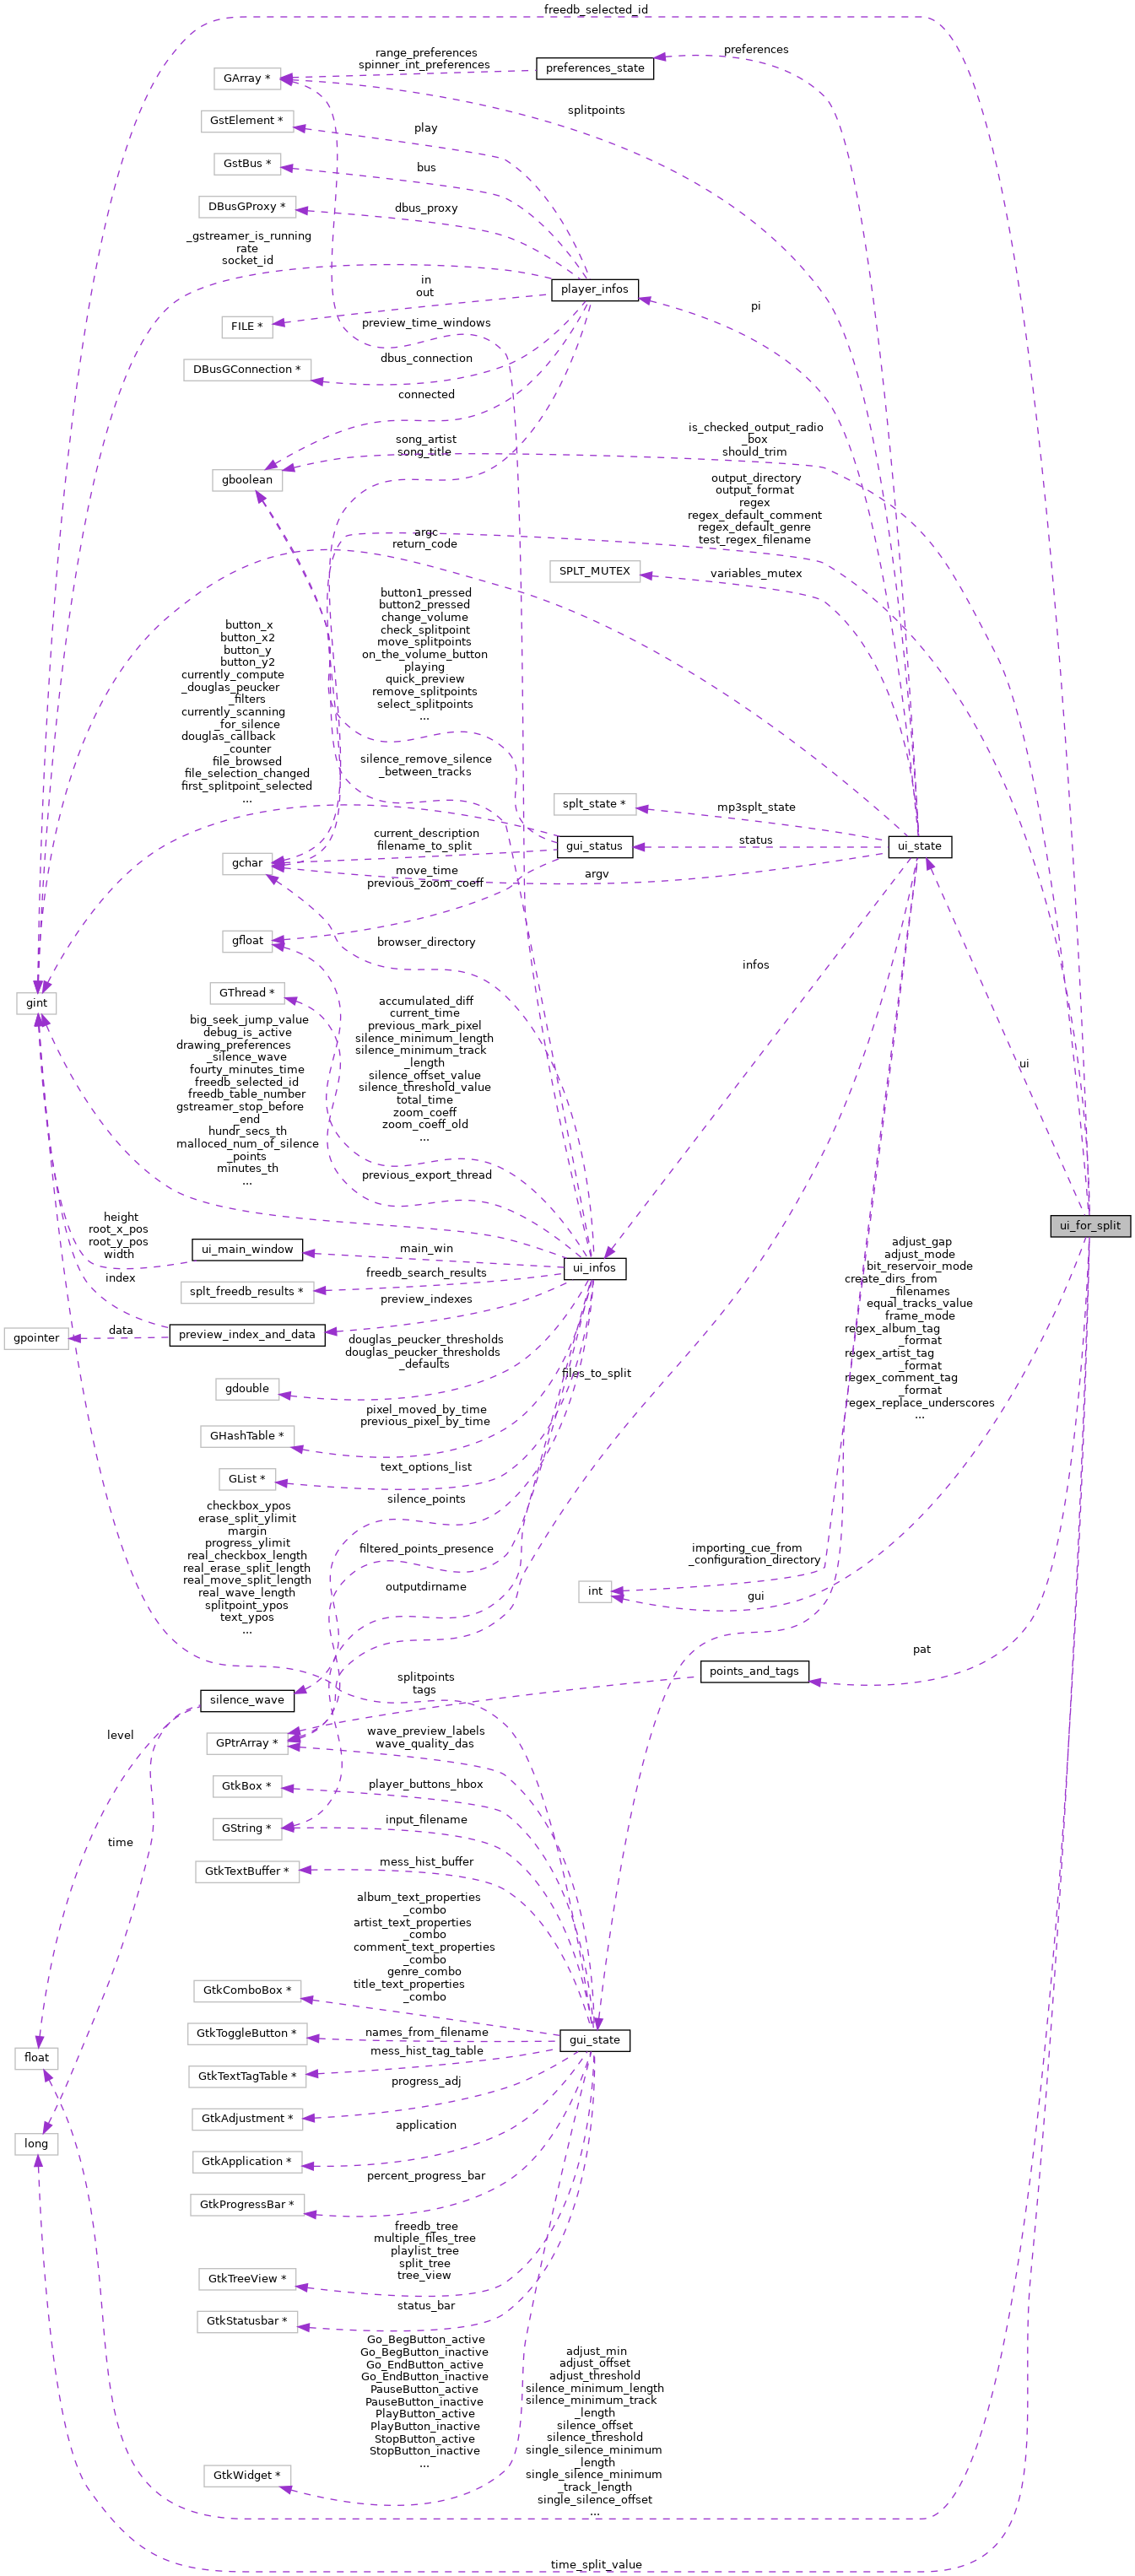 freedb_selected_id
range_preferences
spinner_int_preferences
preferences
preferences_state
GArray *
splitpoints
GstElement *
play
GstBus *
bus
DBusGProxy *
dbus_proxy
_gstreamer_is_running
rate
socket_id
in
out
player_infos
pi
FILE *
preview_time_windows
DBusGConnection *
dbus_connection
connected
is_checked_output_radio
_box
should_trim
song_artist
song_title
gboolean
output_directory
output_format
regex
regex_default_comment
regex_default_genre
test_regex_filename
argc
return_code
SPLT_MUTEX
variables_mutex
button1_pressed
button2_pressed
change_volume
check_splitpoint
move_splitpoints
on_the_volume_button
playing
quick_preview
remove_splitpoints
select_splitpoints
...
button_x
button_x2
button_y
button_y2
currently_compute
_douglas_peucker
_filters
currently_scanning
_for_silence
douglas_callback
_counter
file_browsed
file_selection_changed
first_splitpoint_selected
...
silence_remove_silence
_between_tracks
splt_state *
mp3splt_state
current_description
filename_to_split
gui_status
status
ui_state
gchar
argv
move_time
previous_zoom_coeff
gfloat
browser_directory
infos
GThread *
gint
accumulated_diff
current_time
previous_mark_pixel
silence_minimum_length
silence_minimum_track
_length
silence_offset_value
silence_threshold_value
total_time
zoom_coeff
zoom_coeff_old
...
big_seek_jump_value
debug_is_active
drawing_preferences
_silence_wave
fourty_minutes_time
freedb_selected_id
freedb_table_number
gstreamer_stop_before
_end
hundr_secs_th
malloced_num_of_silence
_points
minutes_th
...
ui
previous_export_thread
ui_for_split
height
root_x_pos
root_y_pos
width
ui_main_window
main_win
ui_infos
index
splt_freedb_results *
freedb_search_results
preview_indexes
gpointer
data
preview_index_and_data
adjust_gap
adjust_mode
bit_reservoir_mode
create_dirs_from
_filenames
equal_tracks_value
frame_mode
regex_album_tag
_format
regex_artist_tag
_format
regex_comment_tag
_format
regex_replace_underscores
...
douglas_peucker_thresholds
douglas_peucker_thresholds
_defaults
files_to_split
gdouble
pixel_moved_by_time
previous_pixel_by_time
GHashTable *
GList *
text_options_list
silence_points
checkbox_ypos
erase_split_ylimit
margin
progress_ylimit
real_checkbox_length
real_erase_split_length
real_move_split_length
real_wave_length
splitpoint_ypos
text_ypos
...
filtered_points_presence
importing_cue_from
_configuration_directory
outputdirname
int
gui
pat
points_and_tags
splitpoints
tags
silence_wave
level
GPtrArray *
wave_preview_labels
wave_quality_das
GtkBox *
player_buttons_hbox
GString *
input_filename
time
GtkTextBuffer *
mess_hist_buffer
album_text_properties
_combo
artist_text_properties
_combo
comment_text_properties
_combo
genre_combo
title_text_properties
_combo
GtkComboBox *
GtkToggleButton *
names_from_filename
gui_state
float
mess_hist_tag_table
GtkTextTagTable *
progress_adj
GtkAdjustment *
application
long
GtkApplication *
percent_progress_bar
GtkProgressBar *
freedb_tree
multiple_files_tree
playlist_tree
split_tree
tree_view
GtkTreeView *
status_bar
GtkStatusbar *
Go_BegButton_active
Go_BegButton_inactive
Go_EndButton_active
Go_EndButton_inactive
PauseButton_active
PauseButton_inactive
PlayButton_active
PlayButton_inactive
StopButton_active
StopButton_inactive
...
adjust_min
adjust_offset
adjust_threshold
silence_minimum_length
silence_minimum_track
_length
silence_offset
silence_threshold
single_silence_minimum
_length
single_silence_minimum
_track_length
single_silence_offset
...
GtkWidget *
time_split_value